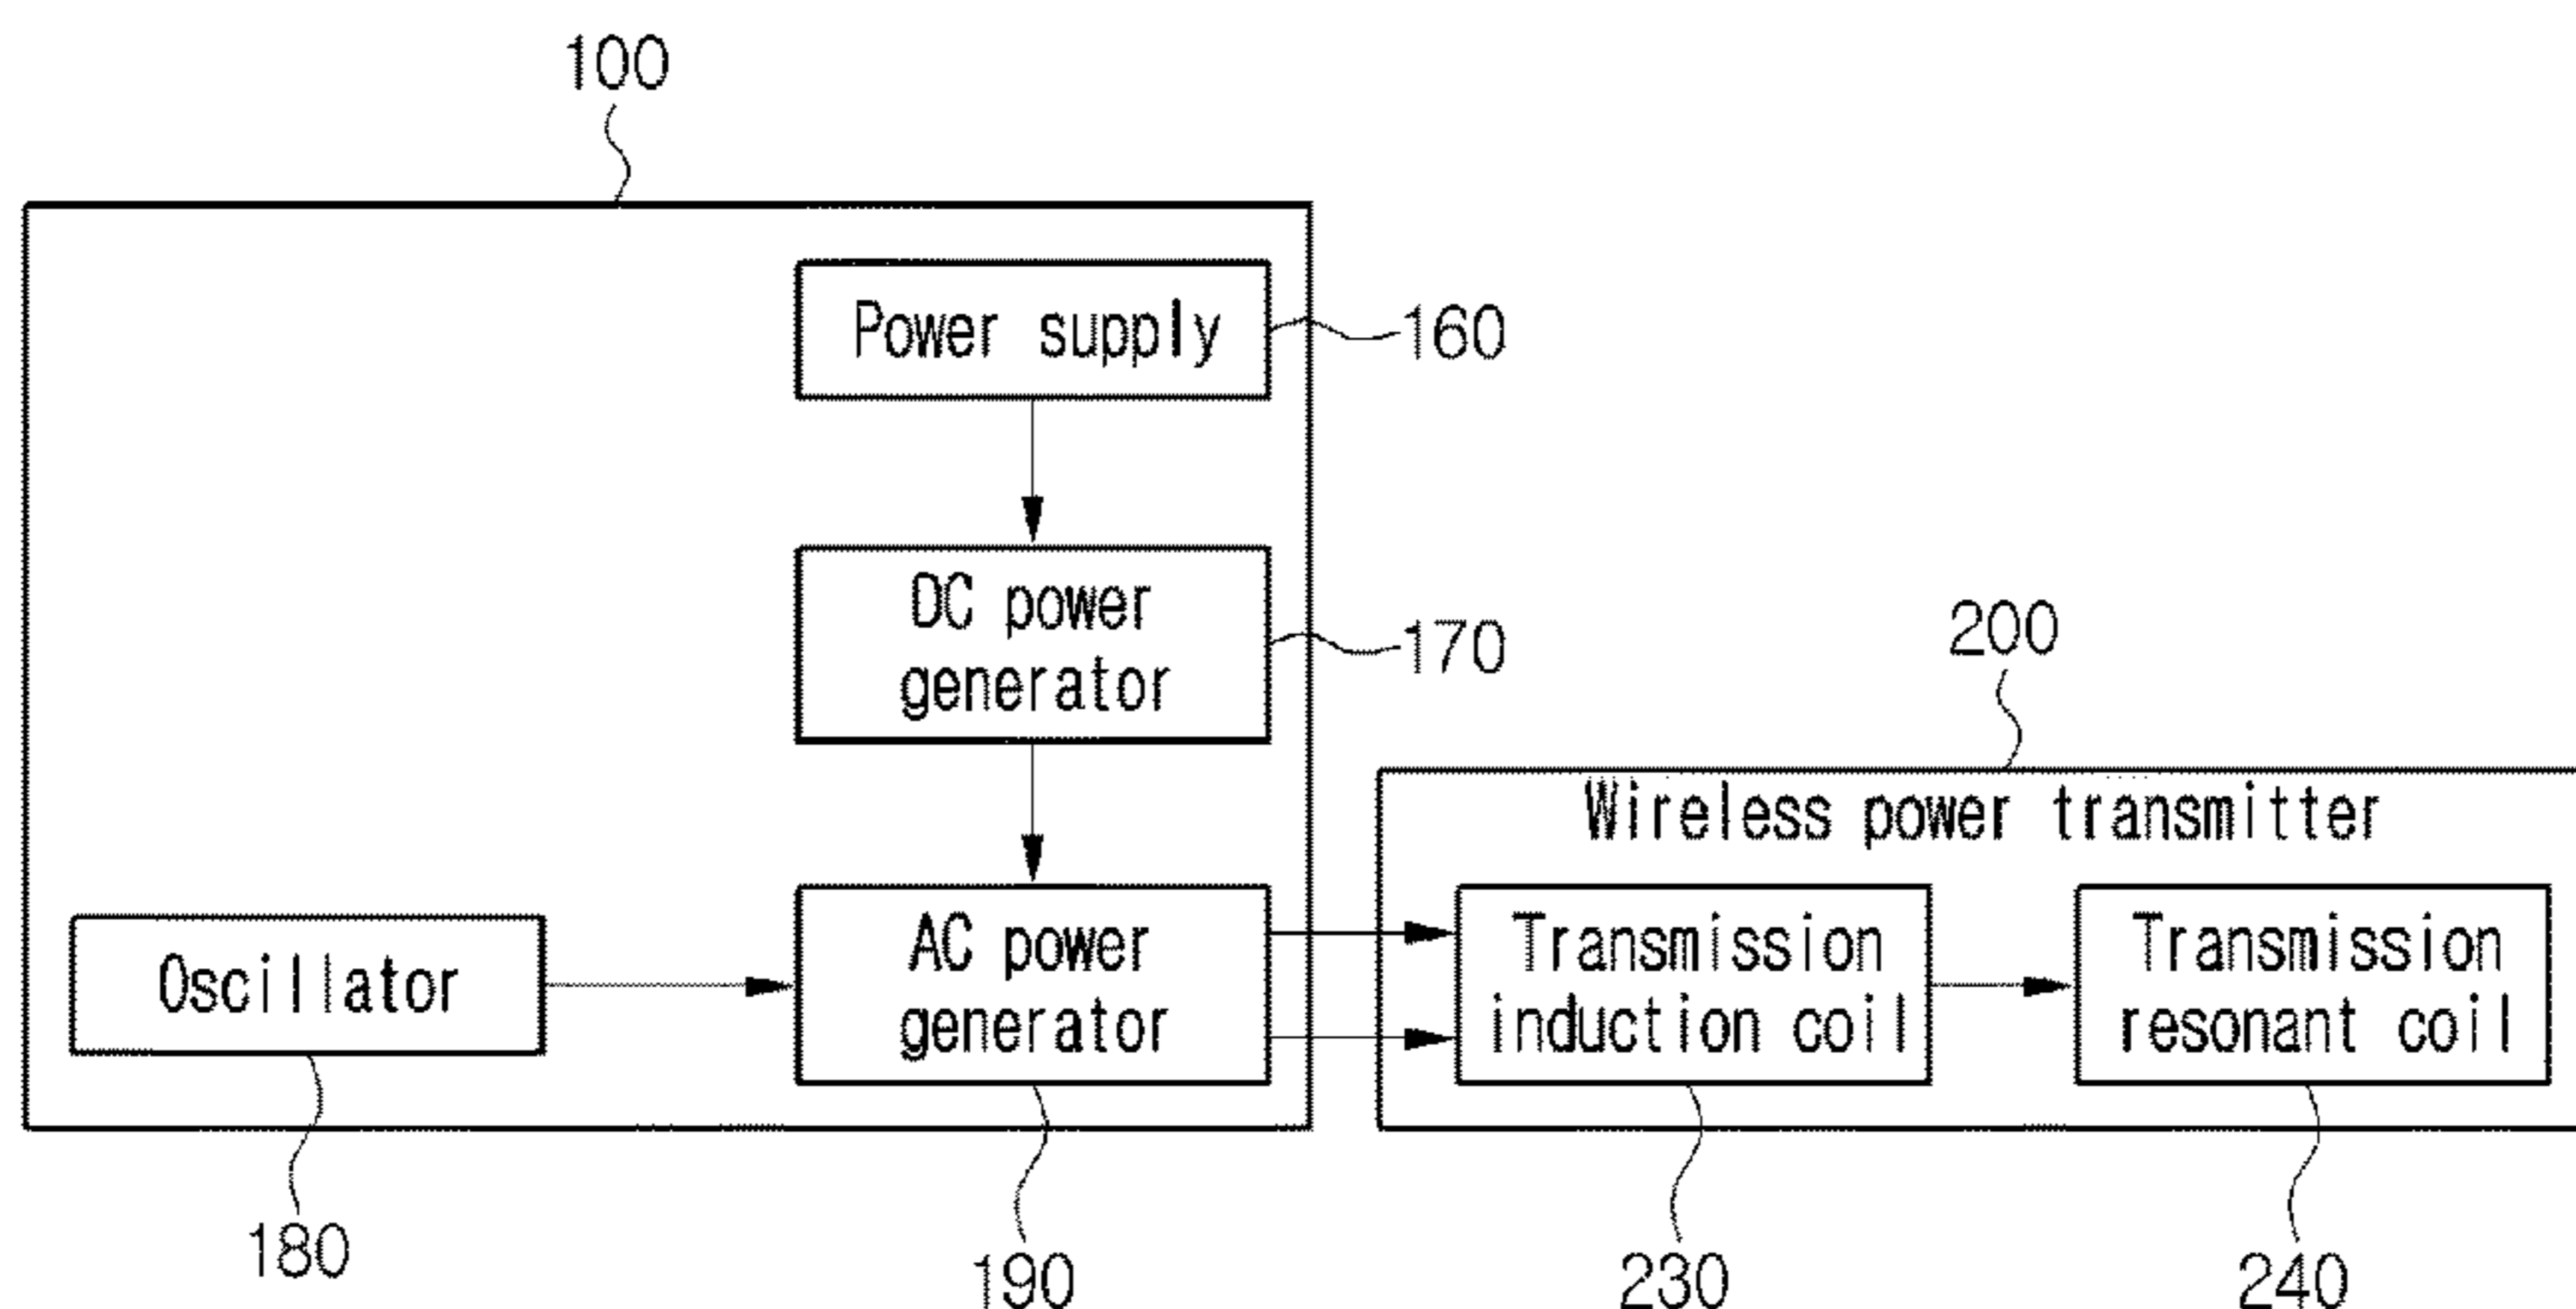 100
Power supply
160
DC power
generator
170
200
Wireless power transmitter
Oscillator
AC power
generator
Transmission
induction coil
Transmission
resonant coil
180
190
230
240